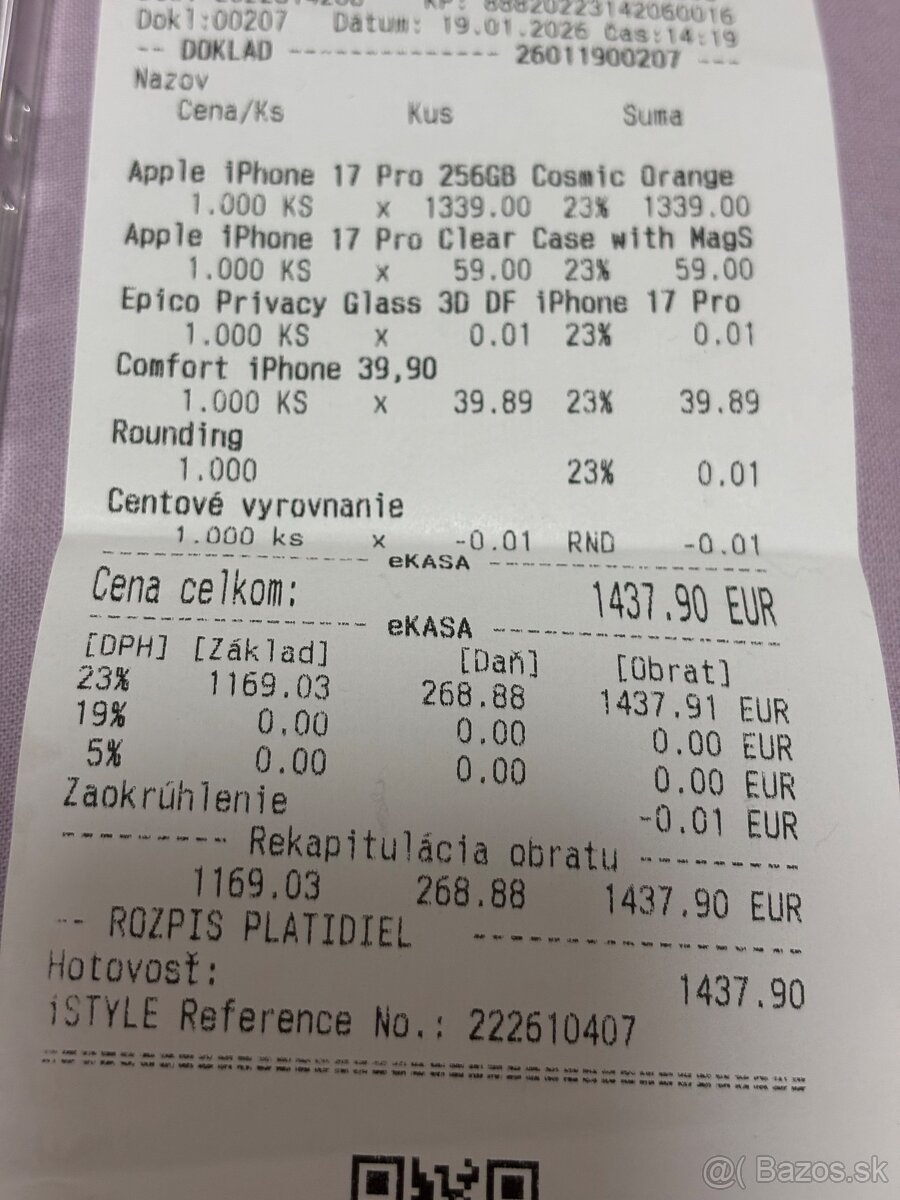 KP: 88820223142060016
Dokl:00207 Dátum: 19.01.2026 čas:14:19
-- DOKLAD -------------- 26011900207 ---
Nazov
Cena/Ks Kus Suma
Apple iPhone 17 Pro 256GB Cosmic Orange
1.000 KS x 1339.00 23% 1339.00
Apple iPhone 17 Pro Clear Case with MagS
1.000 KS x 59.00 23% 59.00
Epico Privacy Glass 3D DF iPhone 17 Pro
1.000 KS x 0.01 23% 0.01
Comfort iPhone 39,90
1.000 KS x 39.89 23% 39.89
Rounding
1.000 23% 0.01
Centové vyrovnanie
1.000 ks x -0.01 RND -0.01
---------------- eKASA ----------------
Cena celkom: 1437.90 EUR
---------------- eKASA ----------------
[DPH] [Základ] [Daň] [Obrat]
23% 1169.03 268.88 1437.91 EUR
19% 0.00 0.00 0.00 EUR
5% 0.00 0.00 0.00 EUR
Zaokrúhlenie -0.01 EUR
-------- Rekapitulácia obratu --------
1169.03 268.88 1437.90 EUR
-- ROZPIS PLATIDIEL ----------------
Hotovosť: 1437.90
iSTYLE Reference No.: 222610407
@( Bazos.sk